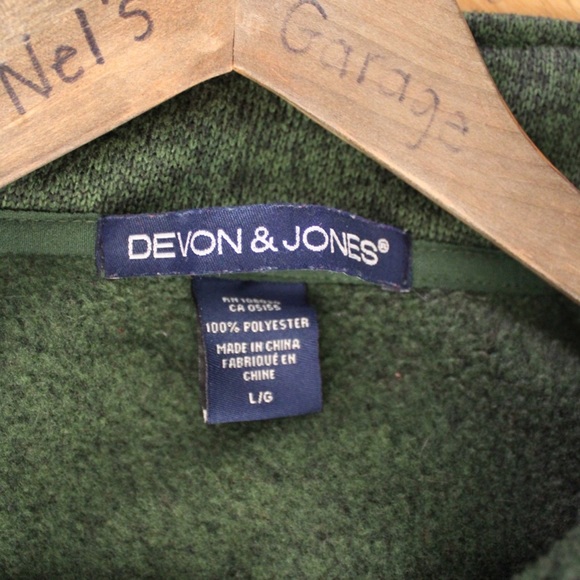 Nel's Garage
DEVON & JONES®
CA 05155
100% POLYESTER
MADE IN CHINA
FABRIQUÉ EN
CHINE
L/G